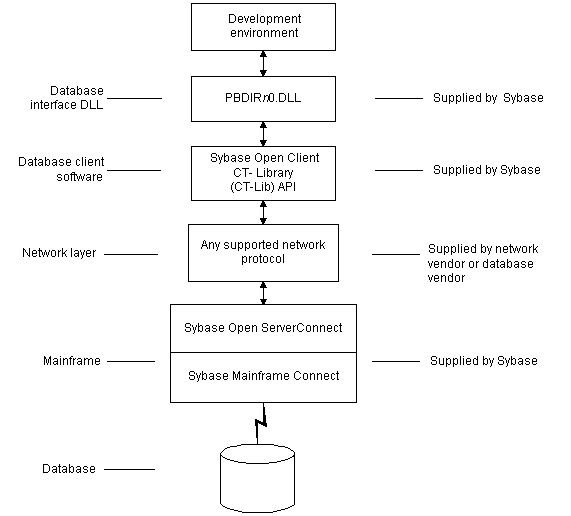 Development
environment
Database
interface DLL
PBDIRn0.DLL
Supplied by Sybase
Database client
software
Sybase Open Client
CT- Library
(CT-Lib) API
Supplied by Sybase
Network layer
Any supported network
protocol
Supplied by network
vendor or database
vendor
Sybase Open ServerConnect
Mainframe
Supplied by Sybase
Sybase Mainframe Connect
Database